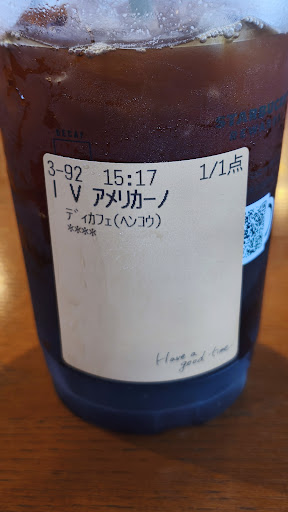 DECAF
3-92 15:17 1/1点
I V アメリカーノ
ディカフェ(ヘンコウ)
****
Have a
good time